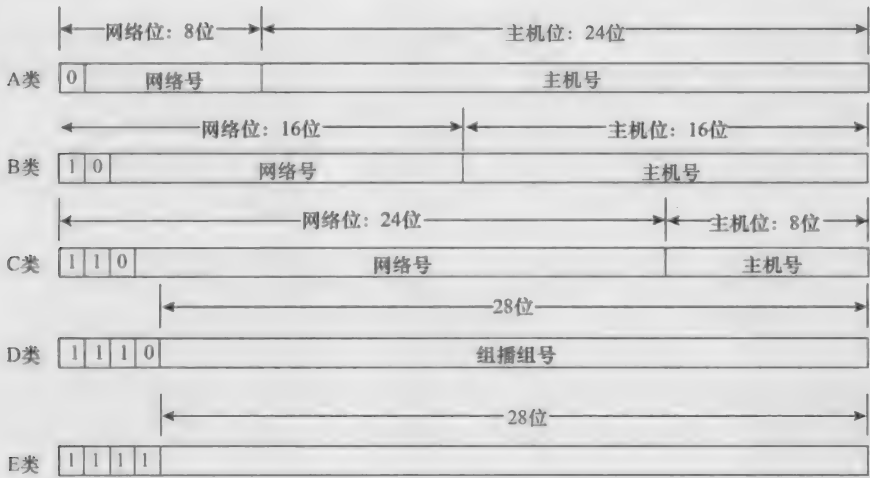 网络位：8位 主机位：24位
A类 0 网络号 主机号
网络位：16位 主机位：16位
B类 1 0 网络号 主机号
网络位：24位 主机位：8位
C类 1 1 0 网络号 主机号
28位
D类 1 1 1 0 组播组号
28位
E类 1 1 1 1